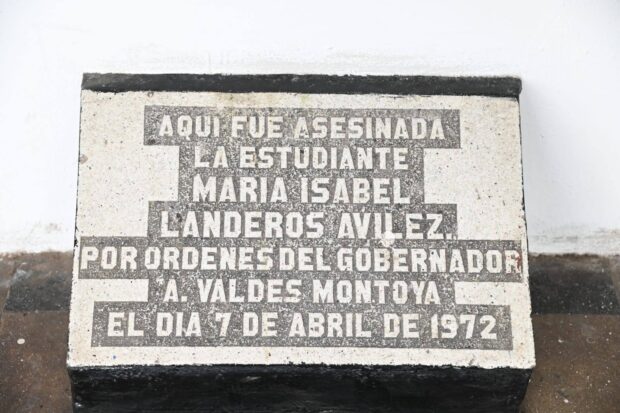 AQUI FUE ASESINADA
LA ESTUDIANTE
MARIA ISABEL
LANDEROS AVILEZ.
POR ORDENES DEL GOBERNADOR
A. VALDES MONTOYA
EL DIA 7 DE ABRIL DE 1972